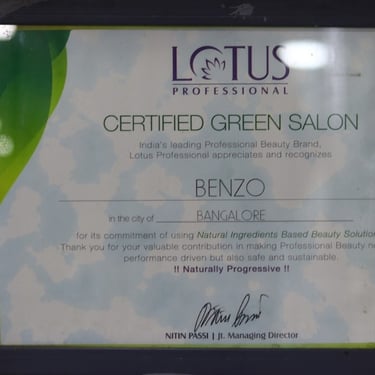 LOTUS
PROFESSIONAL
CERTIFIED GREEN SALON
India's leading Professional Beauty Brand,
Lotus Professional appreciates and recognizes
BENZO
in the city of BANGALORE
for its commitment of using Natural Ingredients Based Beauty Solution
Thank you for your valuable contribution in making Professional Beauty
performance driven but also safe and sustainable.
!! Naturally Progressive !!
NITIN PASSI | Jt. Managing Director